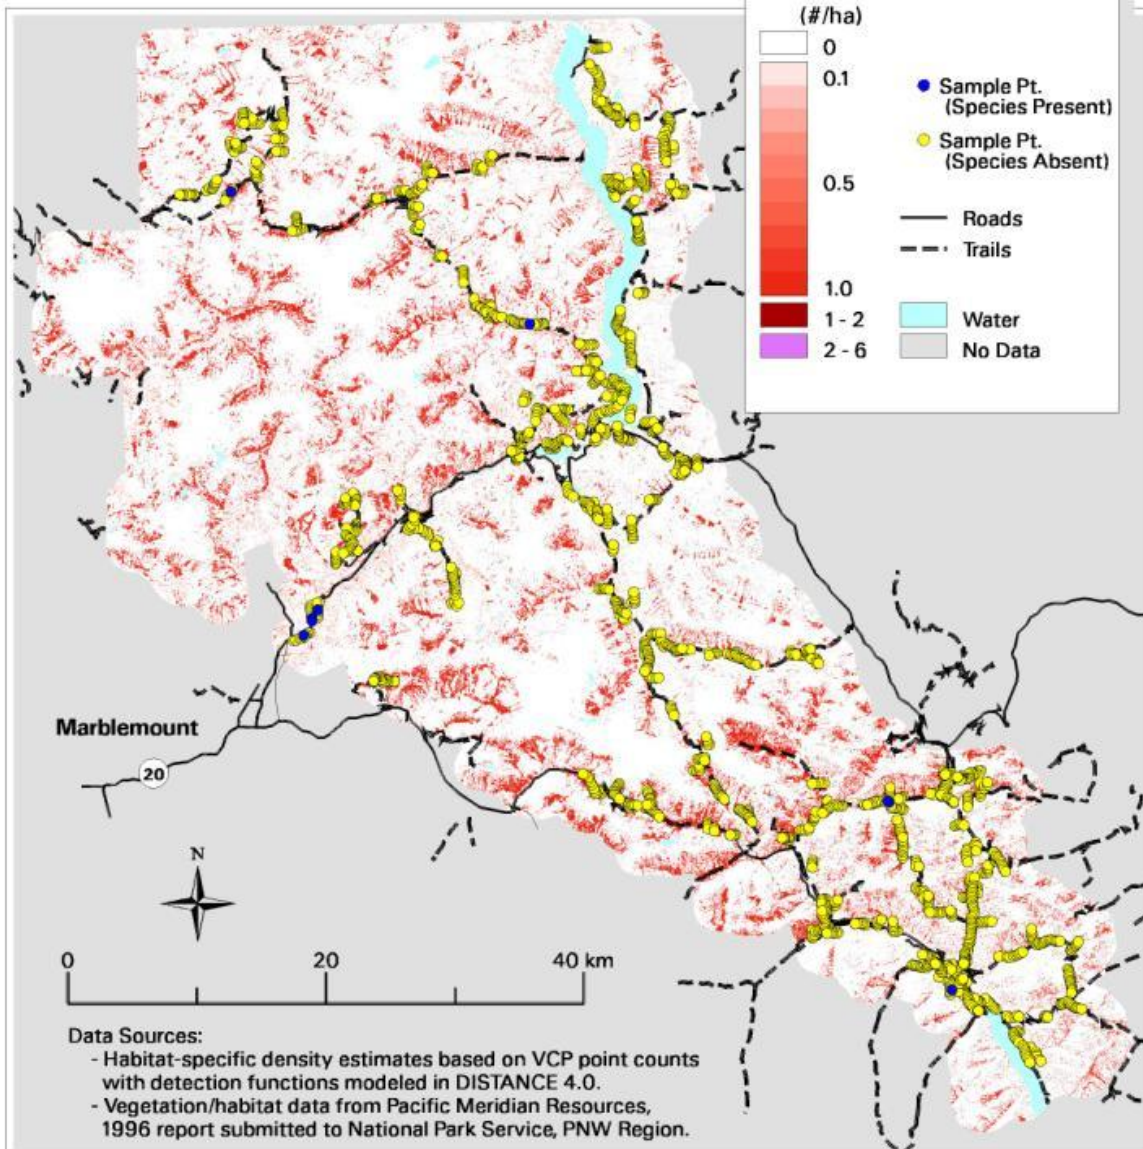 (#/ha)
0
0.1
0.5
1.0
1 - 2
2 - 6
Sample Pt.
(Species Present)
Sample Pt.
(Species Absent)
Roads
Trails
Water
No Data
Marblemount
20
N
0 20 40 km
Data Sources:
- Habitat-specific density estimates based on VCP point counts
with detection functions modeled in DISTANCE 4.0.
- Vegetation/habitat data from Pacific Meridian Resources,
1996 report submitted to National Park Service, PNW Region.